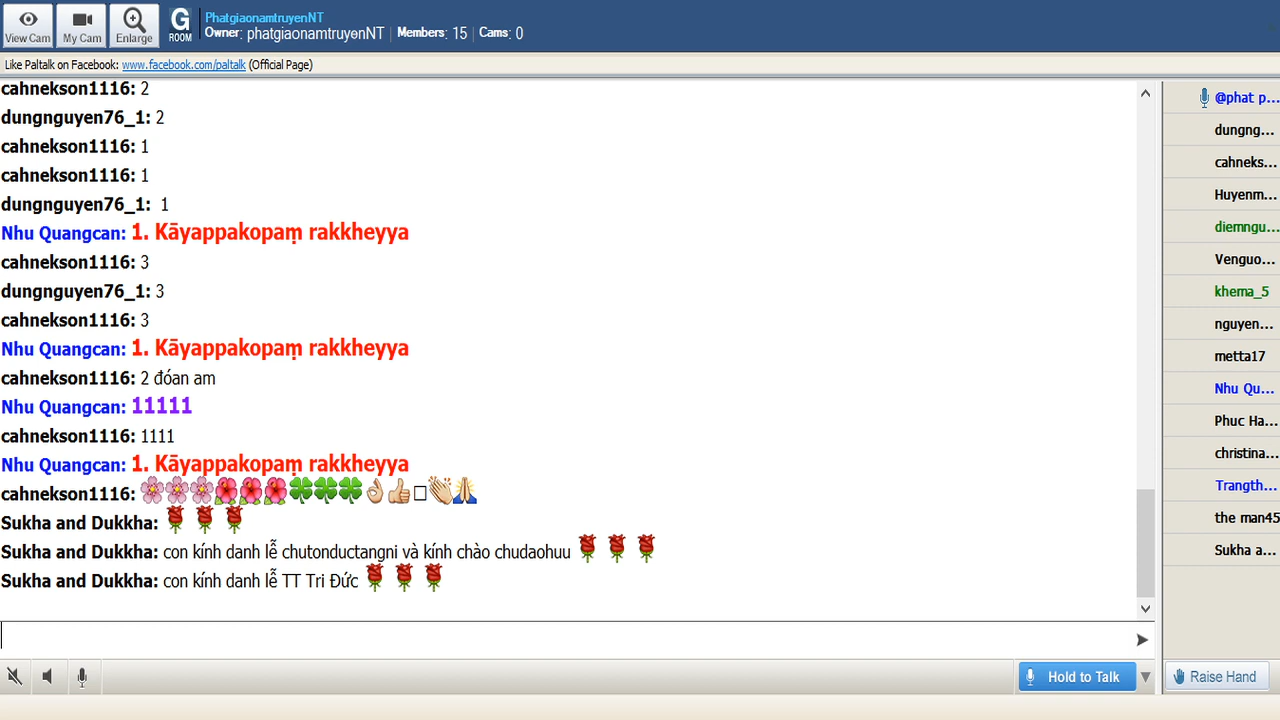 View Cam
My Cam
Enlarge
G
ROOM
PhatgiaonamtruyenNT
Owner: phatgiaonamtruyenNT | Members: 15 | Cams: 0
Like Paltalk on Facebook: www.facebook.com/paltalk (Official Page)
cahnekson1116: 2
dungnguyen76_1: 2
cahnekson1116: 1
cahnekson1116: 1
dungnguyen76_1: 1
Nhu Quangcan: 1. Kāyappakopaṃ rakkheyya
cahnekson1116: 3
dungnguyen76_1: 3
cahnekson1116: 3
Nhu Quangcan: 1. Kāyappakopaṃ rakkheyya
cahnekson1116: 2 đóan am
Nhu Quangcan: 11111
cahnekson1116: 1111
Nhu Quangcan: 1. Kāyappakopaṃ rakkheyya
cahnekson1116: 🌸🌸🌸🌺🌺🌺🍀🍀🍀👌🏼👍🏼□👏🏼🙏🏼
Sukha and Dukkha: 🌹🌹🌹
Sukha and Dukkha: con kính danh lễ chutonductangni và kính chào chudaohuu 🌹🌹🌹
Sukha and Dukkha: con kính danh lễ TT Tri Đức 🌹🌹🌹
@phat p...
dungng...
cahneks...
Huyenm...
diemngu...
Venguo...
khema_5
nguyen...
metta17
Nhu Qu...
Phuc Ha...
christina...
Trangth...
the man45
Sukha a...
Hold to Talk
Raise Hand